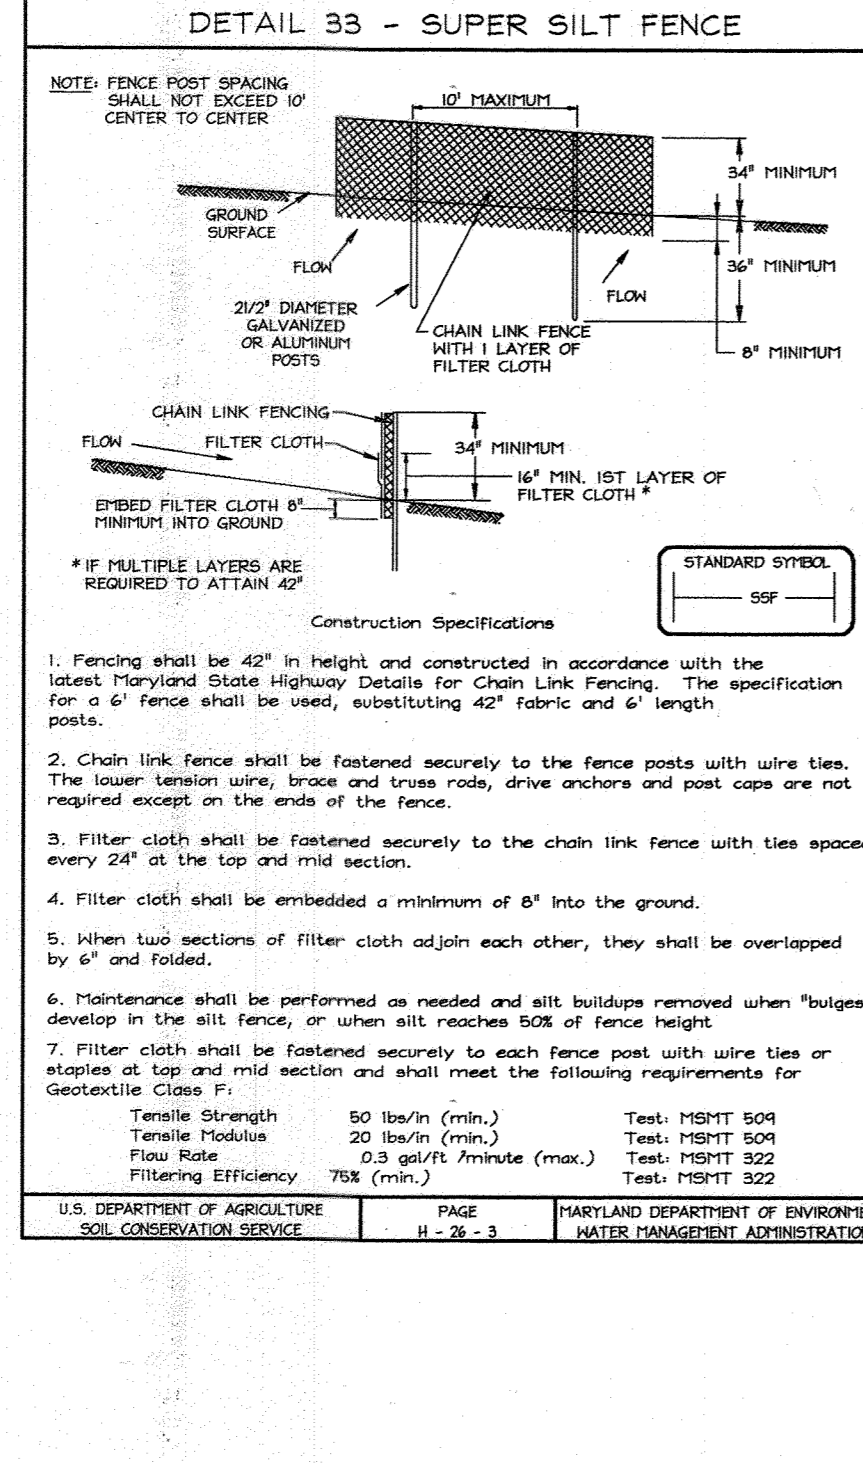 DETAIL 33 - SUPER SILT FENCE
NOTE: FENCE POST SPACING
SHALL NOT EXCEED 10'
CENTER TO CENTER
10' MAXIMUM
34" MINIMUM
GROUND
SURFACE
FLOW
36" MINIMUM
FLOW
21/2" DIAMETER
GALVANIZED
OR ALUMINUM
POSTS
CHAIN LINK FENCE
WITH 1 LAYER OF
FILTER CLOTH
8" MINIMUM
CHAIN LINK FENCING
FLOW
FILTER CLOTH
34" MINIMUM
16" MIN. 1ST LAYER OF
FILTER CLOTH *
EMBED FILTER CLOTH 8"
MINIMUM INTO GROUND
* IF MULTIPLE LAYERS ARE
REQUIRED TO ATTAIN 42"
STANDARD SYMBOL
SSF
Construction Specifications
1. Fencing shall be 42" in height and constructed in accordance with the
latest Maryland State Highway Details for Chain Link Fencing. The specification
for a 6' fence shall be used, substituting 42" fabric and 6' length
posts.
2. Chain link fence shall be fastened securely to the fence posts with wire ties.
The lower tension wire, brace and truss rods, drive anchors and post caps are not
required except on the ends of the fence.
3. Filter cloth shall be fastened securely to the chain link fence with ties space
every 24" at the top and mid section.
4. Filter cloth shall be embedded a minimum of 8" into the ground.
5. When two sections of filter cloth adjoin each other, they shall be overlapped
by 6" and folded.
6. Maintenance shall be performed as needed and silt buildups removed when "bulges
develop in the silt fence, or when silt reaches 50% of fence height
7. Filter cloth shall be fastened securely to each fence post with wire ties or
staples at top and mid section and shall meet the following requirements for
Geotextile Class F:
Tensile Strength 50 lbs/in (min.) Test: MSMT 509
Tensile Modulus 20 lbs/in (min.) Test: MSMT 509
Flow Rate 0.3 gal/ft /minute (max.) Test: MSMT 322
Filtering Efficiency 75% (min.) Test: MSMT 322
U.S. DEPARTMENT OF AGRICULTURE
SOIL CONSERVATION SERVICE
PAGE
H - 26 - 3
MARYLAND DEPARTMENT OF ENVIRONME
WATER MANAGEMENT ADMINISTRATIO